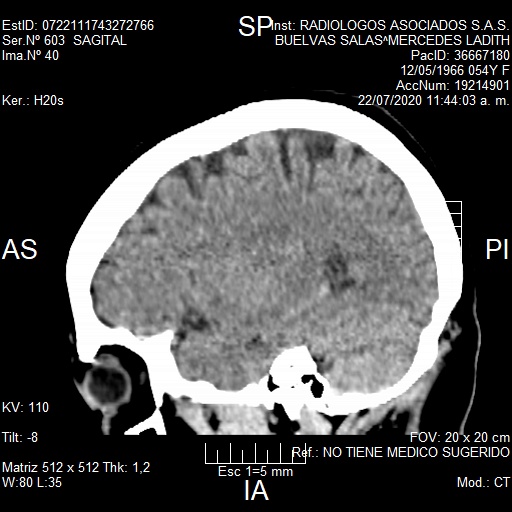 EstID: 0722111743272766
Ser.Nº 603 SAGITAL
Ima.Nº 40
Ker.: H20s
SP
Inst: RADIOLOGOS ASOCIADOS S.A.S.
BUELVAS SALAS^MERCEDES LADITH
PacID: 36667180
12/05/1966 054Y F
AccNum: 19214901
22/07/2020 11:44:03 a. m.
AS
PI
KV: 110
Tilt: -8
Matriz 512 x 512 Thk: 1,2
W:80 L:35
Esc 1=5 mm
IA
FOV: 20 x 20 cm
Ref.: NO TIENE MEDICO SUGERIDO
Mod.: CT